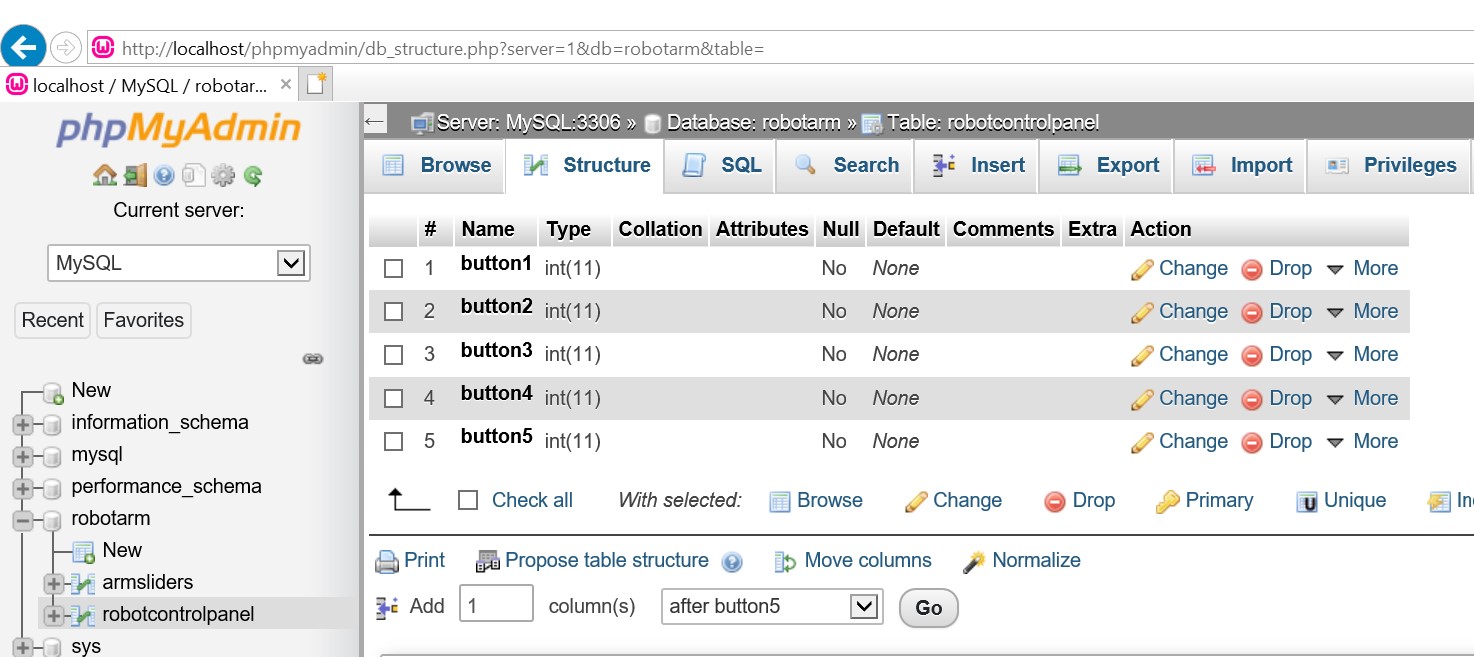 http://localhost/phpmyadmin/db_structure.php?server=1&db=robotarm&table=
localhost / MySQL / robotar...
phpMyAdmin
Current server:
MySQL
Recent Favorites
New
information_schema
mysql
performance_schema
robotarm
New
armsliders
robotcontrolpanel
sys
Server: MySQL:3306 » Database: robotarm » Table: robotcontrolpanel
Browse Structure SQL Search Insert Export Import Privileges
# Name Type Collation Attributes Null Default Comments Extra Action
1 button1 int(11) No None Change Drop More
2 button2 int(11) No None Change Drop More
3 button3 int(11) No None Change Drop More
4 button4 int(11) No None Change Drop More
5 button5 int(11) No None Change Drop More
Check all With selected: Browse Change Drop Primary Unique
Print Propose table structure Move columns Normalize
Add 1 column(s) after button5 Go